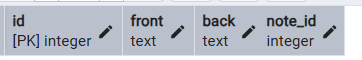 id front back note_id
[PK] integer text text integer